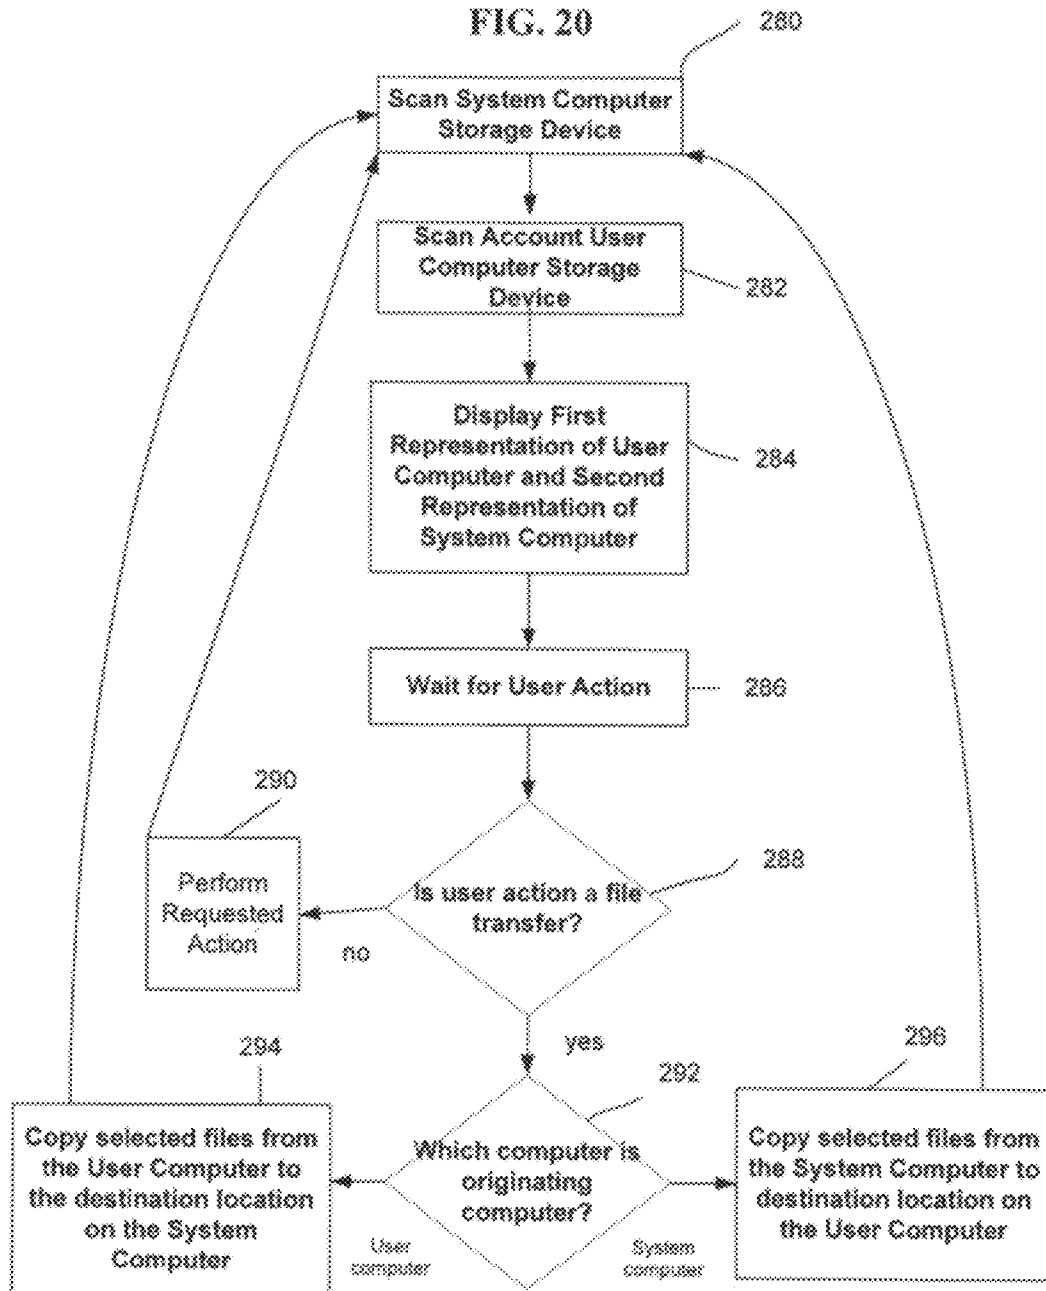 FIG. 20
280
Scan System Computer
Storage Device
Scan Account User
Computer Storage
Device
282
Display First
Representation of User
Computer and Second
Representation of
System Computer
284
Wait for User Action
286
290
Perform
Requested
Action
288
Is user action a file
transfer?
no
yes
294
Copy selected files from
the User Computer to
the destination location
on the System
Computer
292
Which computer is
originating
computer?
User
computer
System
computer
296
Copy selected files from
the System Computer to
destination location on
the User Computer